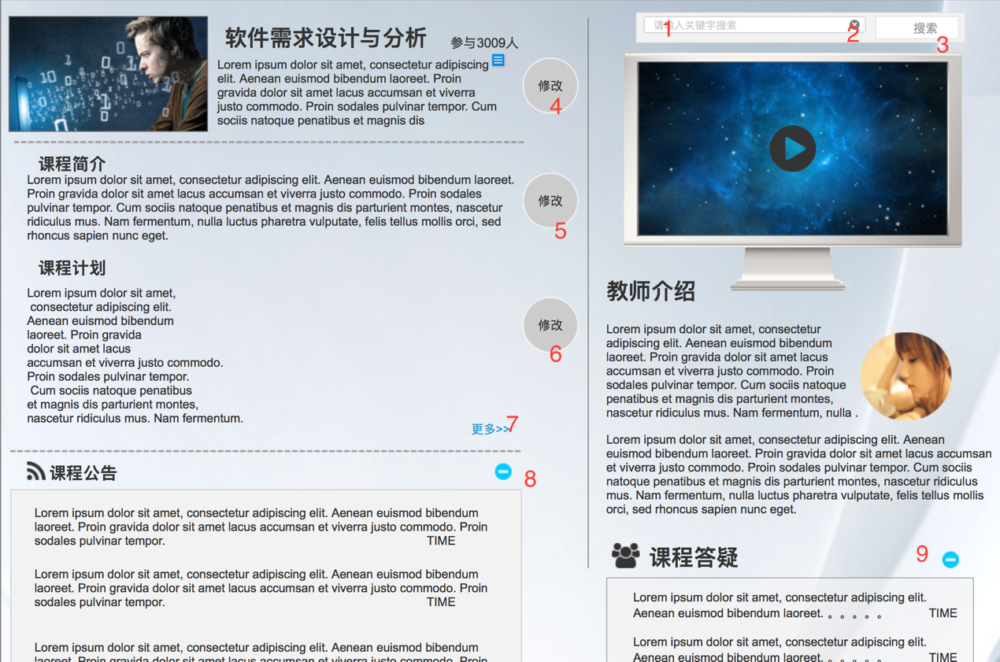 软件需求设计与分析
参与3009人
Lorem ipsum dolor sit amet, consectetur adipiscing
elit. Aenean euismod bibendum laoreet. Proin
gravida dolor sit amet lacus accumsan et viverra
justo commodo. Proin sodales pulvinar tempor. Cum
sociis natoque penatibus et magnis dis
修改
4
课程简介
Lorem ipsum dolor sit amet, consectetur adipiscing elit. Aenean euismod bibendum laoreet.
Proin gravida dolor sit amet lacus accumsan et viverra justo commodo. Proin sodales
pulvinar tempor. Cum sociis natoque penatibus et magnis dis parturient montes, nascetur
ridiculus mus. Nam fermentum, nulla luctus pharetra vulputate, felis tellus mollis orci, sed
rhoncus sapien nunc eget.
修改
5
课程计划
Lorem ipsum dolor sit amet,
consectetur adipiscing elit.
Aenean euismod bibendum
laoreet. Proin gravida
dolor sit amet lacus
accumsan et viverra justo commodo.
Proin sodales pulvinar tempor.
Cum sociis natoque penatibus
et magnis dis parturient montes,
nascetur ridiculus mus. Nam fermentum.
修改
6
更多>>
7
课程公告
8
Lorem ipsum dolor sit amet, consectetur adipiscing elit. Aenean euismod bibendum
laoreet. Proin gravida dolor sit amet lacus accumsan et viverra justo commodo. Proin
sodales pulvinar tempor. TIME
Lorem ipsum dolor sit amet, consectetur adipiscing elit. Aenean euismod bibendum
laoreet. Proin gravida dolor sit amet lacus accumsan et viverra justo commodo. Proin
sodales pulvinar tempor. TIME
Lorem ipsum dolor sit amet, consectetur adipiscing elit. Aenean euismod bibendum
laoreet. Proin gravida dolor sit amet lacus accumsan et viverra justo commodo. Proin
请输入关键字搜索
1
2
搜索
3
教师介绍
Lorem ipsum dolor sit amet, consectetur
adipiscing elit. Aenean euismod bibendum
laoreet. Proin gravida dolor sit amet lacus
accumsan et viverra justo commodo. Proin
sodales pulvinar tempor. Cum sociis natoque
penatibus et magnis dis parturient montes,
nascetur ridiculus mus. Nam fermentum, nulla .
Lorem ipsum dolor sit amet, consectetur adipiscing elit. Aenean
euismod bibendum laoreet. Proin gravida dolor sit amet lacus accumsan
et viverra justo commodo. Proin sodales pulvinar tempor. Cum sociis
natoque penatibus et magnis dis parturient montes, nascetur ridiculus
mus. Nam fermentum, nulla luctus pharetra vulputate, felis tellus mollis
orci, sed rhoncus sapien nunc eget.
课程答疑
9
Lorem ipsum dolor sit amet, consectetur adipiscing elit.
Aenean euismod bibendum laoreet. 。。。。。 TIME
Lorem ipsum dolor sit amet, consectetur adipiscing elit.
Aenean euismod bibendum laoreet. 。。。。。 TIME